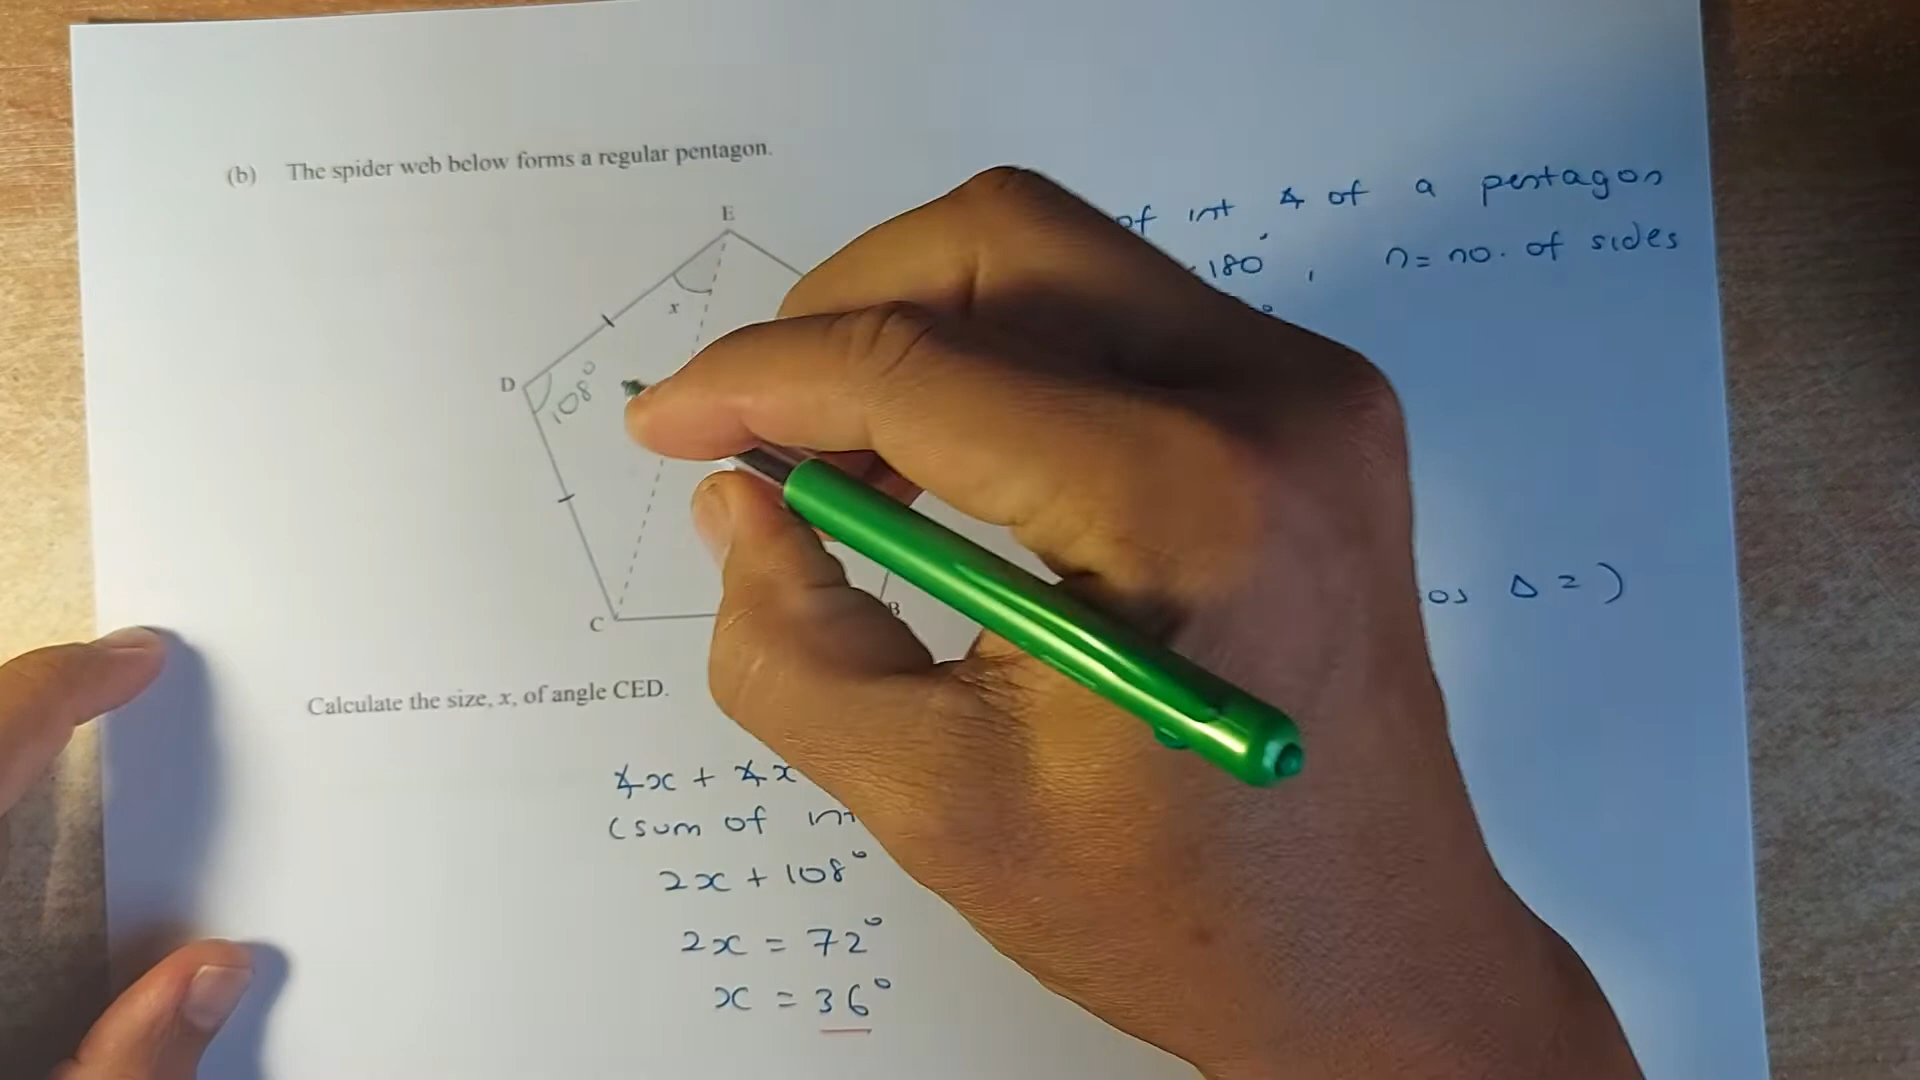 (b) The spider web below forms a regular pentagon.
E
of int ∡ of a pentagon
180° , n = no. of sides
x
D
108°
os Δ = )
B
C
Calculate the size, x, of angle CED.
∡x + ∡x
(sum of int
2x + 108°
2x = 72°
x = 36°